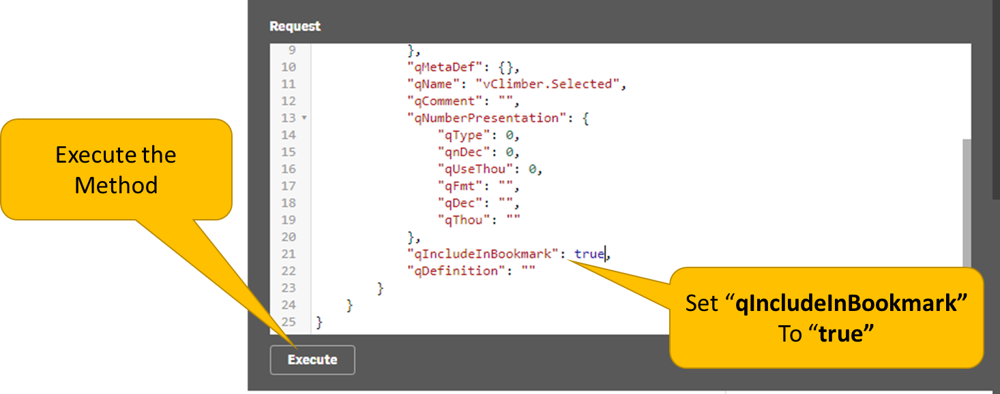 Request
9 },
10 "qMetaDef": {},
11 "qName": "vClimber.Selected",
12 "qComment": "",
13 "qNumberPresentation": {
14 "qType": 0,
15 "qnDec": 0,
16 "qUseThou": 0,
17 "qFmt": "",
18 "qDec": "",
19 "qThou": ""
20 },
21 "qIncludeInBookmark": true,
22 "qDefinition": ""
23 }
24 }
25 }
Execute the
Method
Set “qIncludeInBookmark”
To “true”
Execute